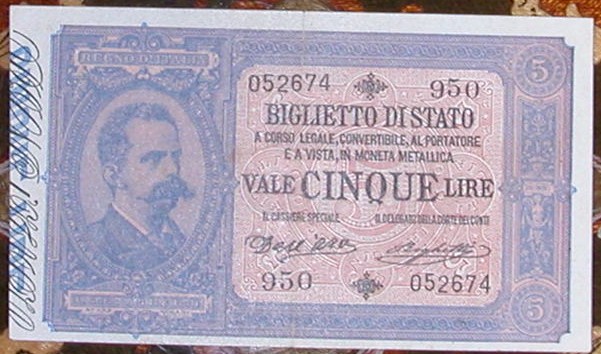 REGNO D'ITALIA
052674 950
BIGLIETTO DI STATO
A CORSO LEGALE, CONVERTIBILE, AL PORTATORE
E A VISTA, IN MONETA METALLICA
VALE CINQUE LIRE
IL CASSIERE SPECIALE IL DELEGATO DELLA CORTE DEI CONTI
950 052674
5
5